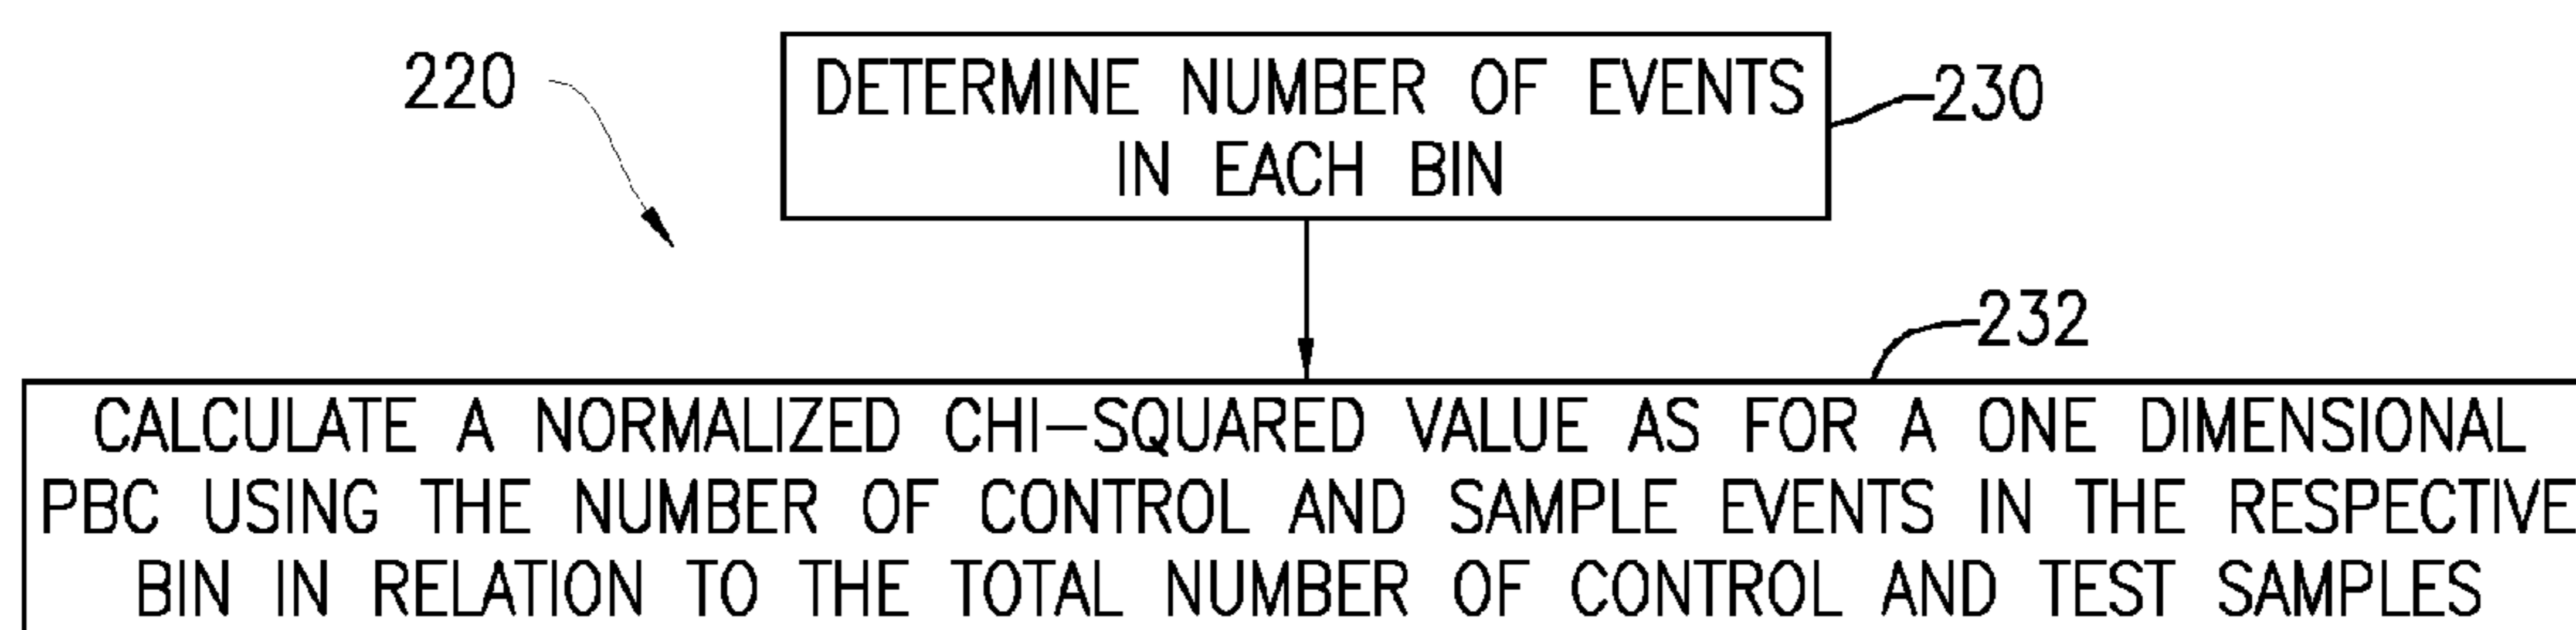 220
DETERMINE NUMBER OF EVENTS
IN EACH BIN
230
232
CALCULATE A NORMALIZED CHI-SQUARED VALUE AS FOR A ONE DIMENSIONAL
PBC USING THE NUMBER OF CONTROL AND SAMPLE EVENTS IN THE RESPECTIVE
BIN IN RELATION TO THE TOTAL NUMBER OF CONTROL AND TEST SAMPLES